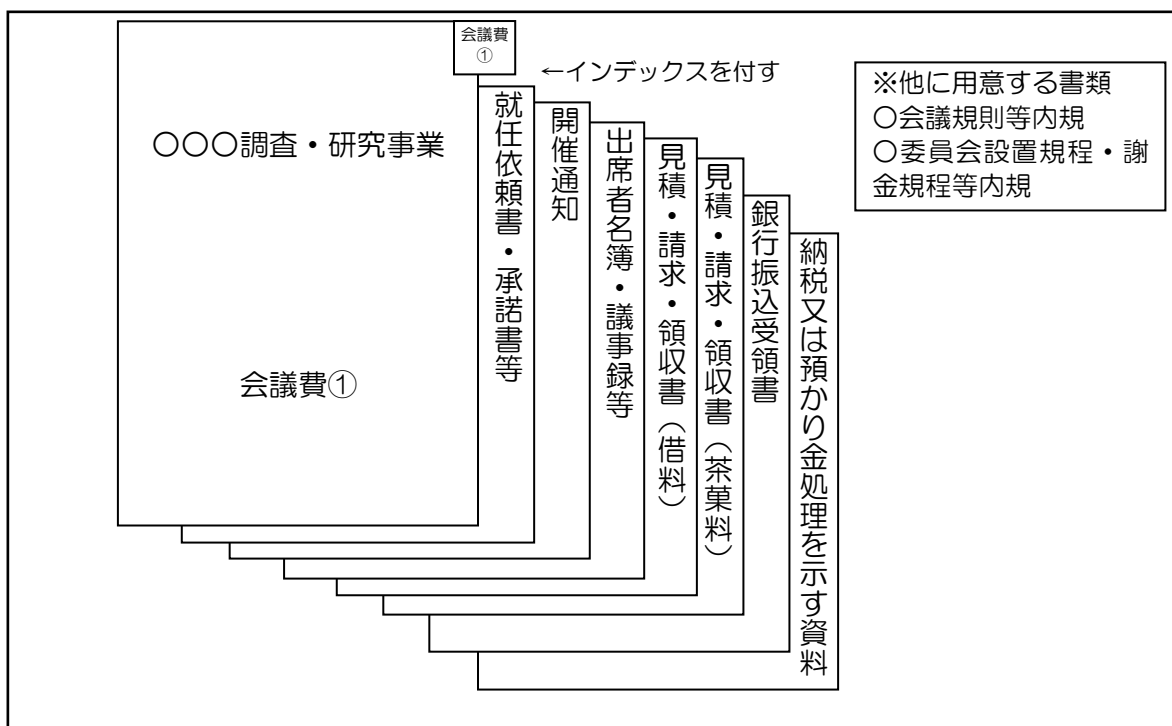 会議費
①
←インデックスを付す
〇〇〇調査・研究事業
会議費①
就任依頼書・承諾書等
開催通知
出席者名簿・議事録等
見積・請求・領収書（借料）
見積・請求・領収書（茶菓料）
銀行振込受領書
納税又は預かり金処理を示す資料
※他に用意する書類
〇会議規則等内規
〇委員会設置規程・謝
金規程等内規